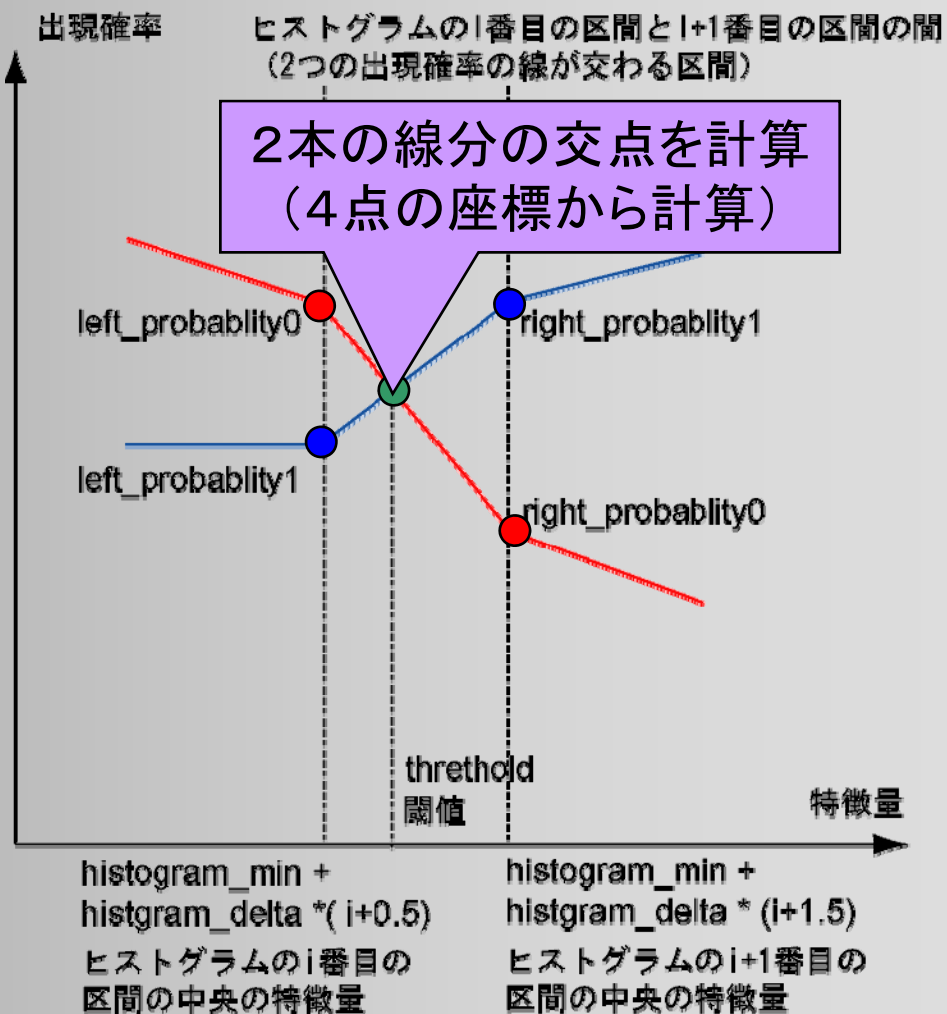 出現確率
ヒストグラムのi番目の区間とi+1番目の区間の間
（2つの出現確率の線が交わる区間）
２本の線分の交点を計算
（４点の座標から計算）
left_probablity0
right_probablity1
left_probablity1
right_probablity0
threthold
閾値
特徴量
histogram_min +
histgram_delta *( i+0.5)
ヒストグラムのi番目の
区間の中央の特徴量
histogram_min +
histgram_delta * (i+1.5)
ヒストグラムのi+1番目の
区間の中央の特徴量